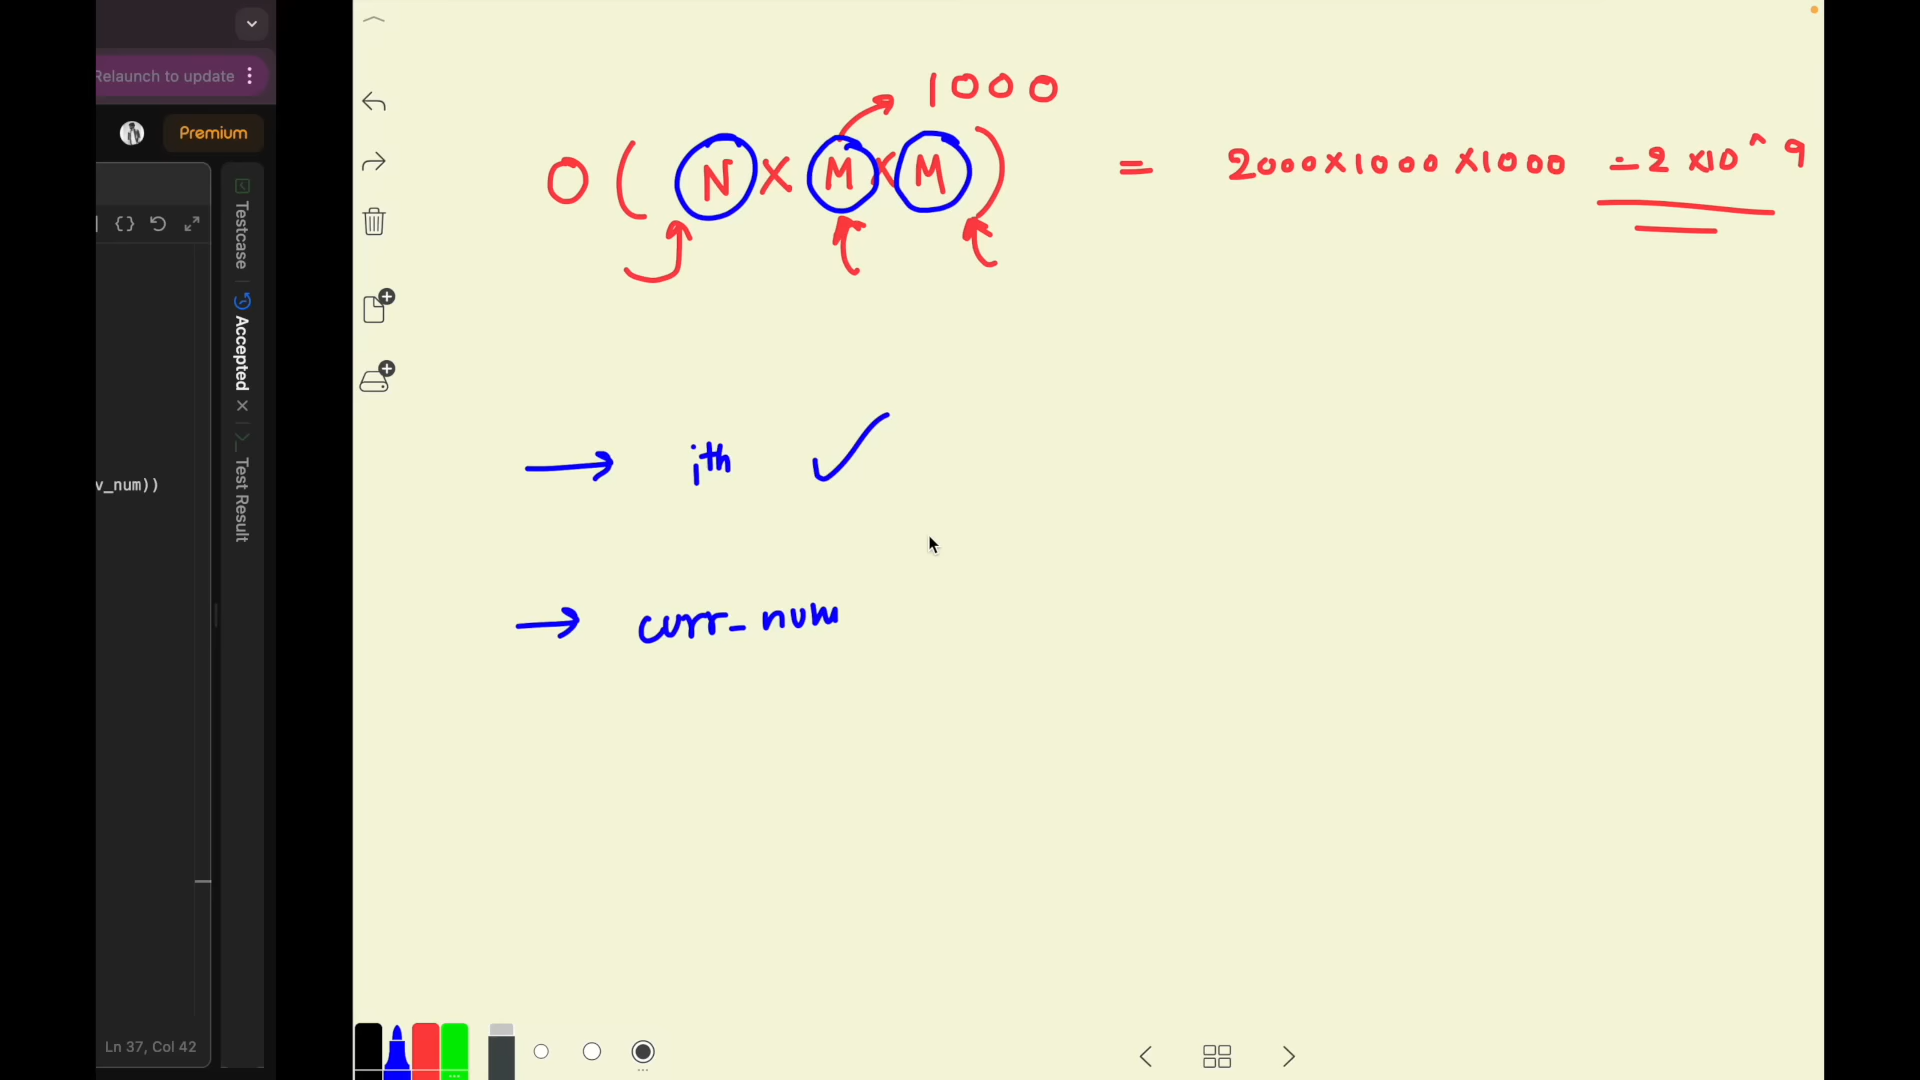 Relaunch to update
Premium
Testcase
Accepted
Test Result
{}
v_num))
Ln 37, Col 42
1000
O ( N × M × M ) = 2000×1000×1000 = 2×10^9
→ ith ✓
→ curr_num